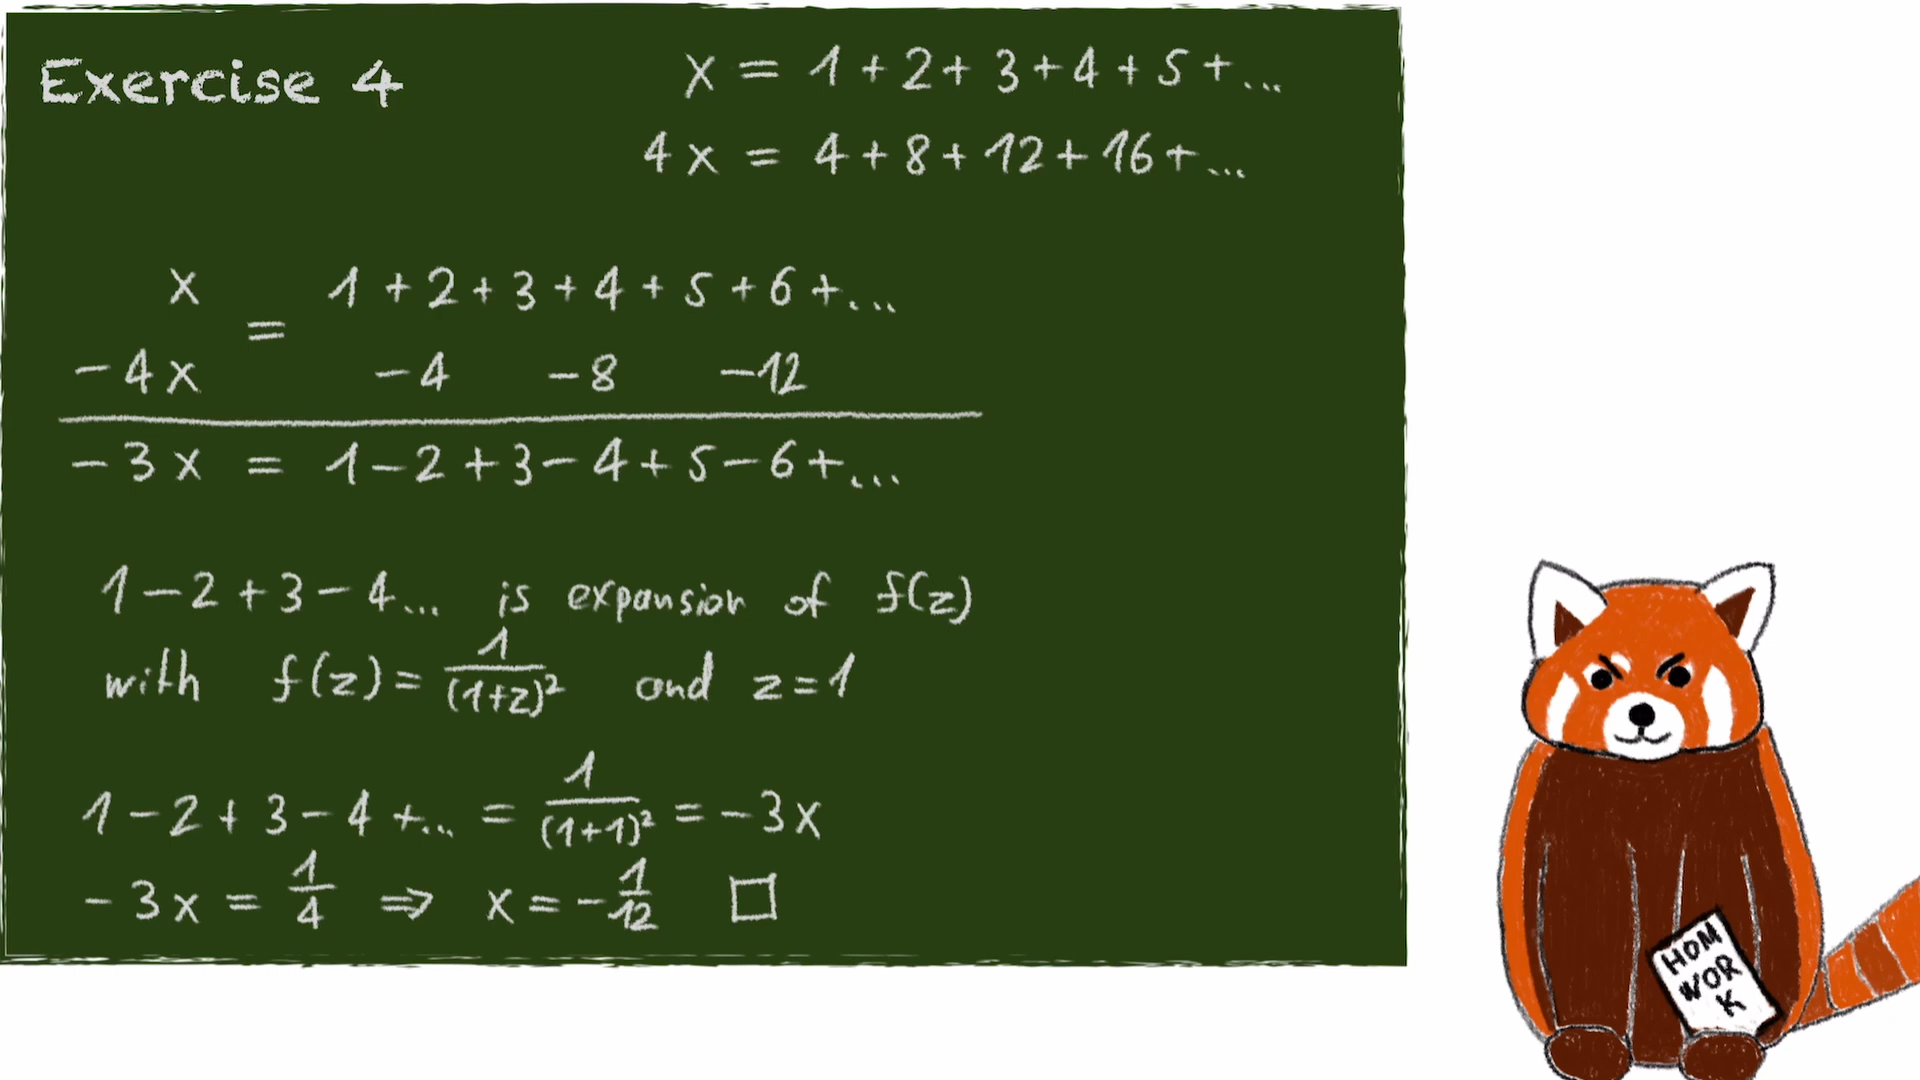 Exercise 4
x = 1 + 2 + 3 + 4 + 5 + ...
4x = 4 + 8 + 12 + 16 + ...
x = 1 + 2 + 3 + 4 + 5 + 6 + ...
- 4x - 4 - 8 - 12
- 3x = 1 - 2 + 3 - 4 + 5 - 6 + ...
1 - 2 + 3 - 4 ... is expansion of f(z)
with f(z) = 1/(1+z)² and z = 1
1 - 2 + 3 - 4 + ... = 1/(1+1)² = - 3x
- 3x = 1/4 ⇒ x = - 1/12 □
HOM
WOR
K